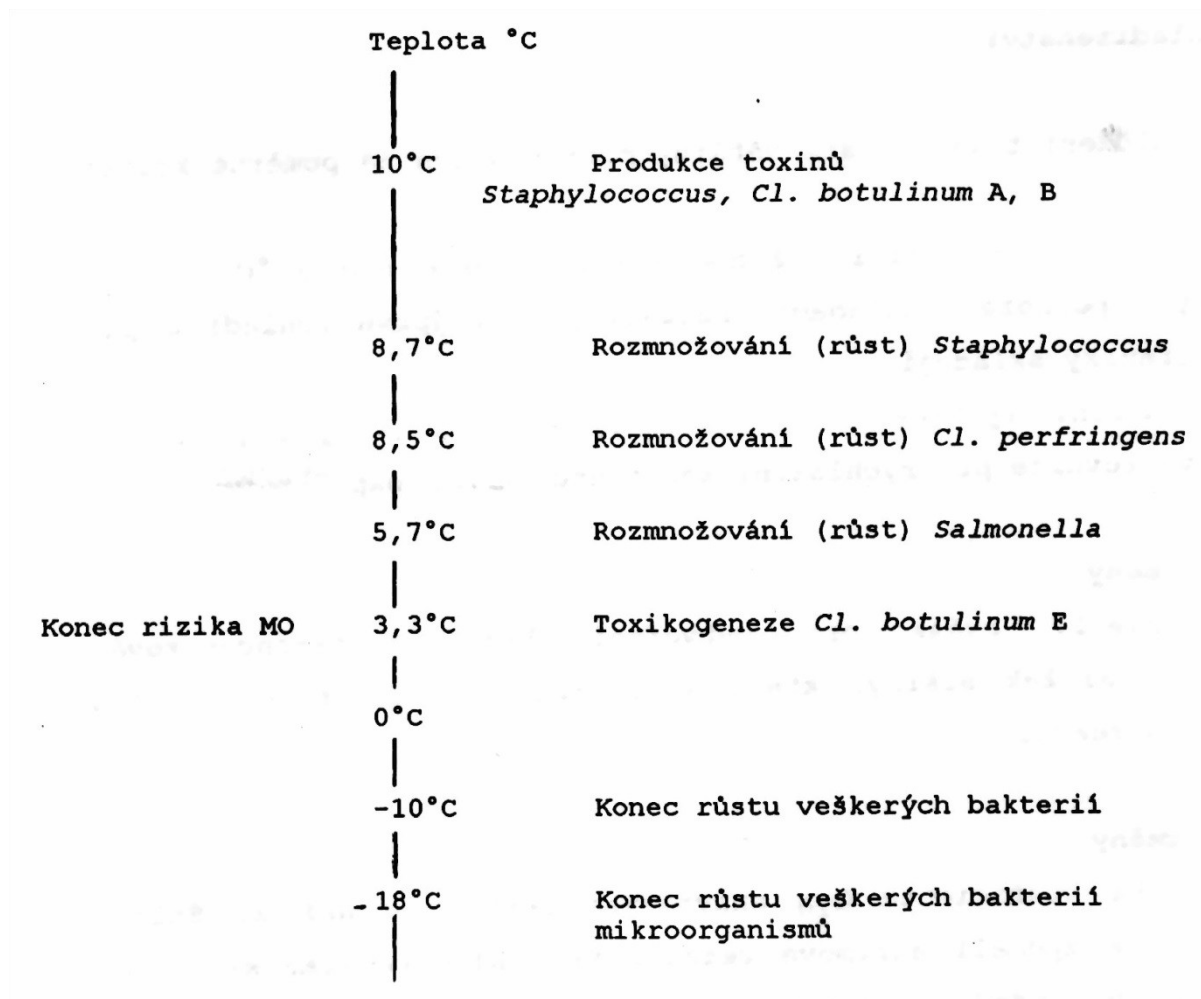 Teplota °C
10°C Produkce toxinů
Staphylococcus, Cl. botulinum A, B
8,7°C Rozmnožování (růst) Staphylococcus
8,5°C Rozmnožování (růst) Cl. perfringens
5,7°C Rozmnožování (růst) Salmonella
Konec rizika MO 3,3°C Toxikogeneze Cl. botulinum E
0°C
-10°C Konec růstu veškerých bakterií
-18°C Konec růstu veškerých bakterií
mikroorganismů